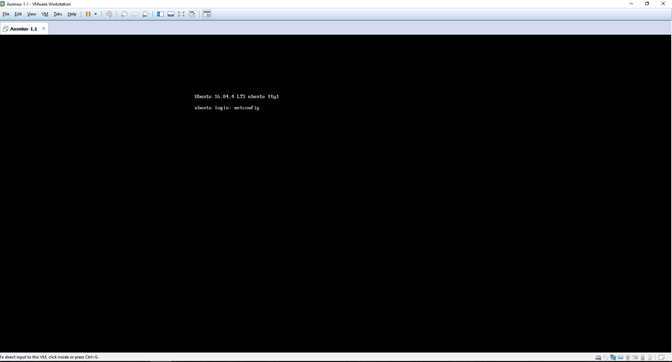 Axonius-1.1 - VMware Workstation
File Edit View VM Tabs Help
Axonius-1.1
Ubuntu 16.04.4 LTS ubuntu tty1
ubuntu login: netconfig
To direct input to this VM, click inside or press Ctrl+G.